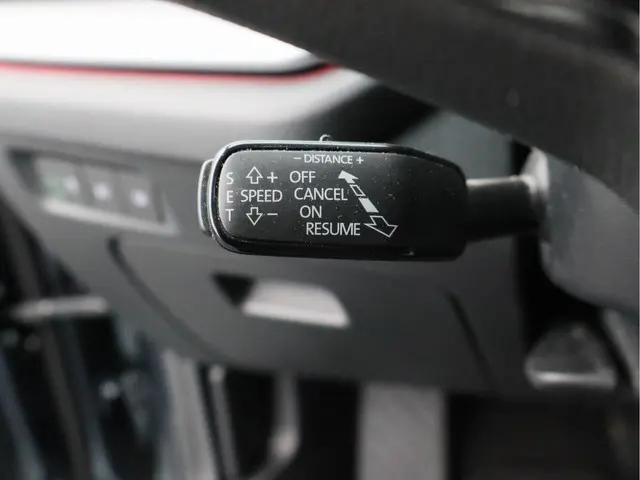 - DISTANCE +
S + OFF
E SPEED CANCEL
T - ON
RESUME